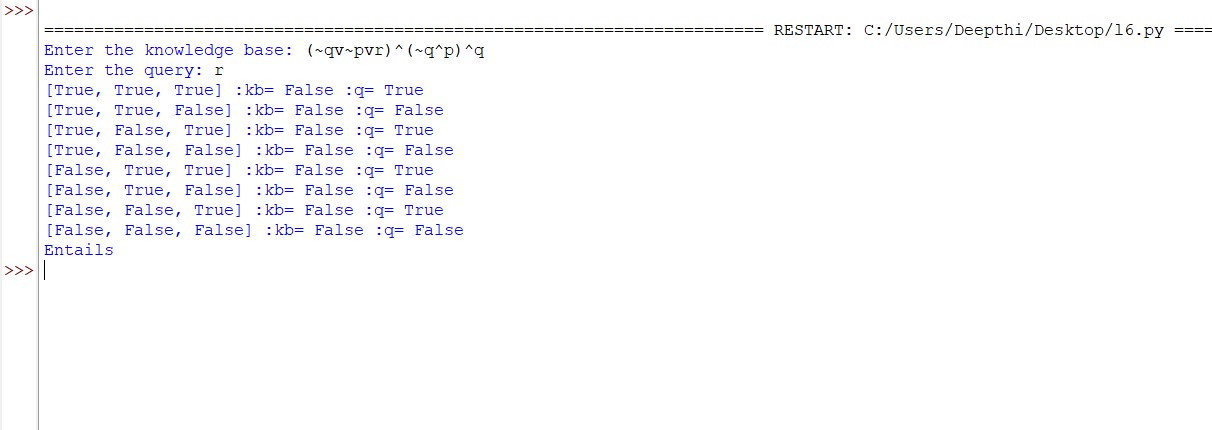 >>>
======================================================================== RESTART: C:/Users/Deepthi/Desktop/l6.py ====
Enter the knowledge base: (~qv~pvr)^(~q^p)^q
Enter the query: r
[True, True, True] :kb= False :q= True
[True, True, False] :kb= False :q= False
[True, False, True] :kb= False :q= True
[True, False, False] :kb= False :q= False
[False, True, True] :kb= False :q= True
[False, True, False] :kb= False :q= False
[False, False, True] :kb= False :q= True
[False, False, False] :kb= False :q= False
Entails
>>>